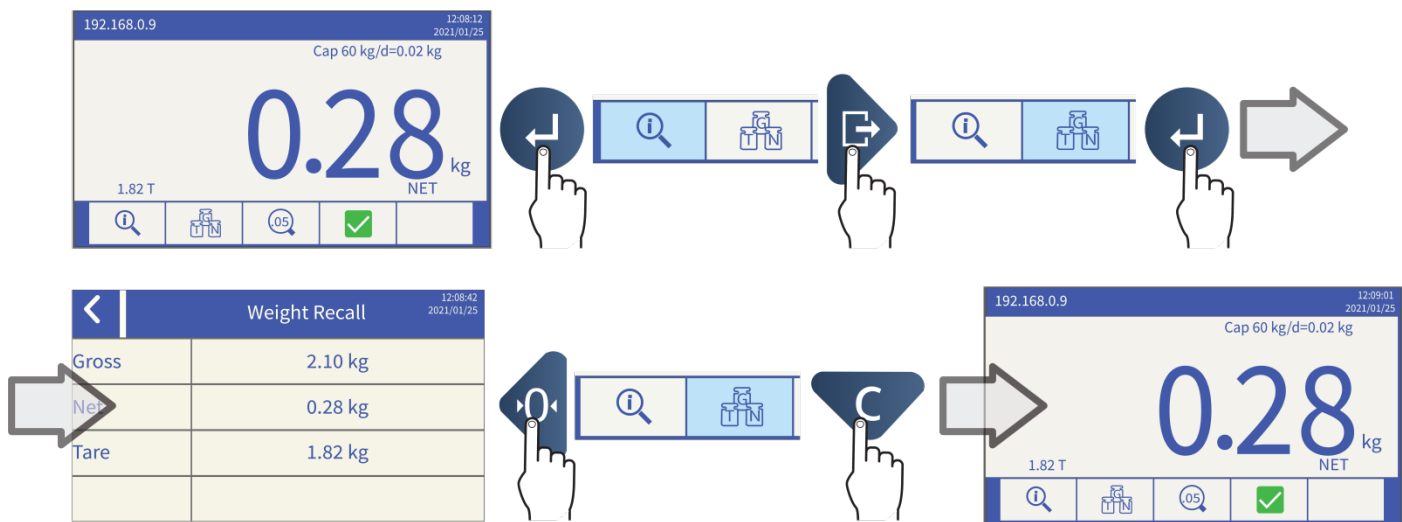 192.168.0.9
12:08:12
2021/01/25
Cap 60 kg/d=0.02 kg
0.28 kg
1.82 T
NET
i
G
T N
.05
i
G
T N
i
G
T N
Weight Recall
12:08:42
2021/01/25
Gross 2.10 kg
Net 0.28 kg
Tare 1.82 kg
0
i
G
T N
C
192.168.0.9
12:09:01
2021/01/25
Cap 60 kg/d=0.02 kg
0.28 kg
1.82 T
NET
i
G
T N
.05